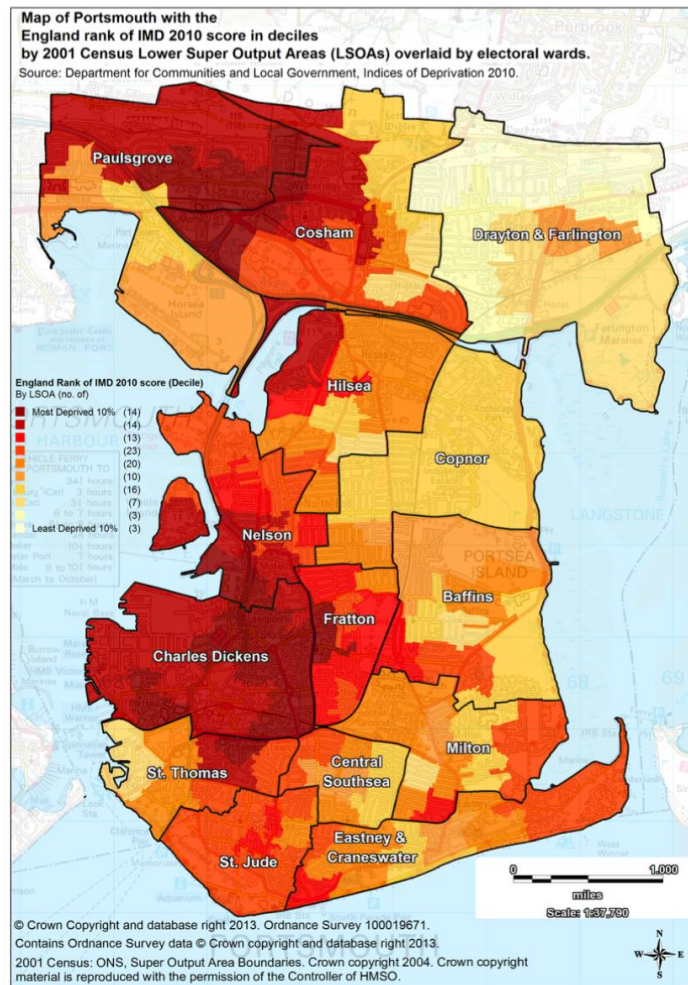 Map of Portsmouth with the
England rank of IMD 2010 score in deciles
by 2001 Census Lower Super Output Areas (LSOAs) overlaid by electoral wards.
Source: Department for Communities and Local Government, Indices of Deprivation 2010.
Paulsgrove
Cosham
Drayton & Farlington
Horsea
Island
Farlington
Marshes
Hilsea
England Rank of IMD 2010 score (Decile)
By LSOA (no. of)
Most Deprived 10% (14)
(14)
(13)
(23)
(20)
(10)
(16)
(7)
(3)
Least Deprived 10% (3)
Copnor
LANGSTONE
Nelson
PORTSEA
ISLAND
Baffins
Fratton
Charles Dickens
St. Thomas
Central
Southsea
Milton
St. Jude
Eastney &
Craneswater
0 1,000
miles
Scale: 1:37,790
© Crown Copyright and database right 2013. Ordnance Survey 100019671.
Contains Ordnance Survey data © Crown copyright and database right 2013.
PORTSMOUTH
2001 Census: ONS, Super Output Area Boundaries. Crown copyright 2004. Crown copyright
material is reproduced with the permission of the Controller of HMSO.
N
W E
S